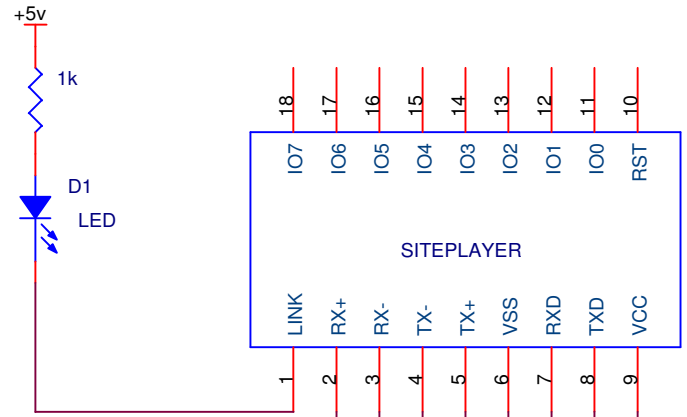 +5v
1k
D1
LED
18 17 16 15 14 13 12 11 10
IO7 IO6 IO5 IO4 IO3 IO2 IO1 IO0 RST
SITEPLAYER
LINK RX+ RX- TX- TX+ VSS RXD TXD VCC
1 2 3 4 5 6 7 8 9